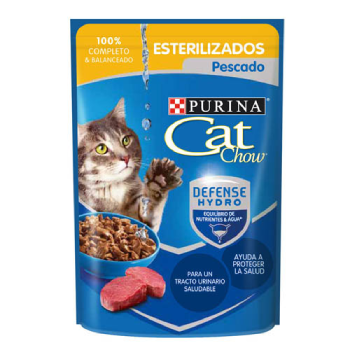 100%
COMPLETO
& BALANCEADO
ESTERILIZADOS
Pescado
PURINA
Cat
Chow®
DEFENSE
HYDRO
EQUILIBRIO DE
NUTRIENTES & AGUA*
AYUDA A
PROTEGER
LA SALUD
PARA UN
TRACTO URINARIO
SALUDABLE